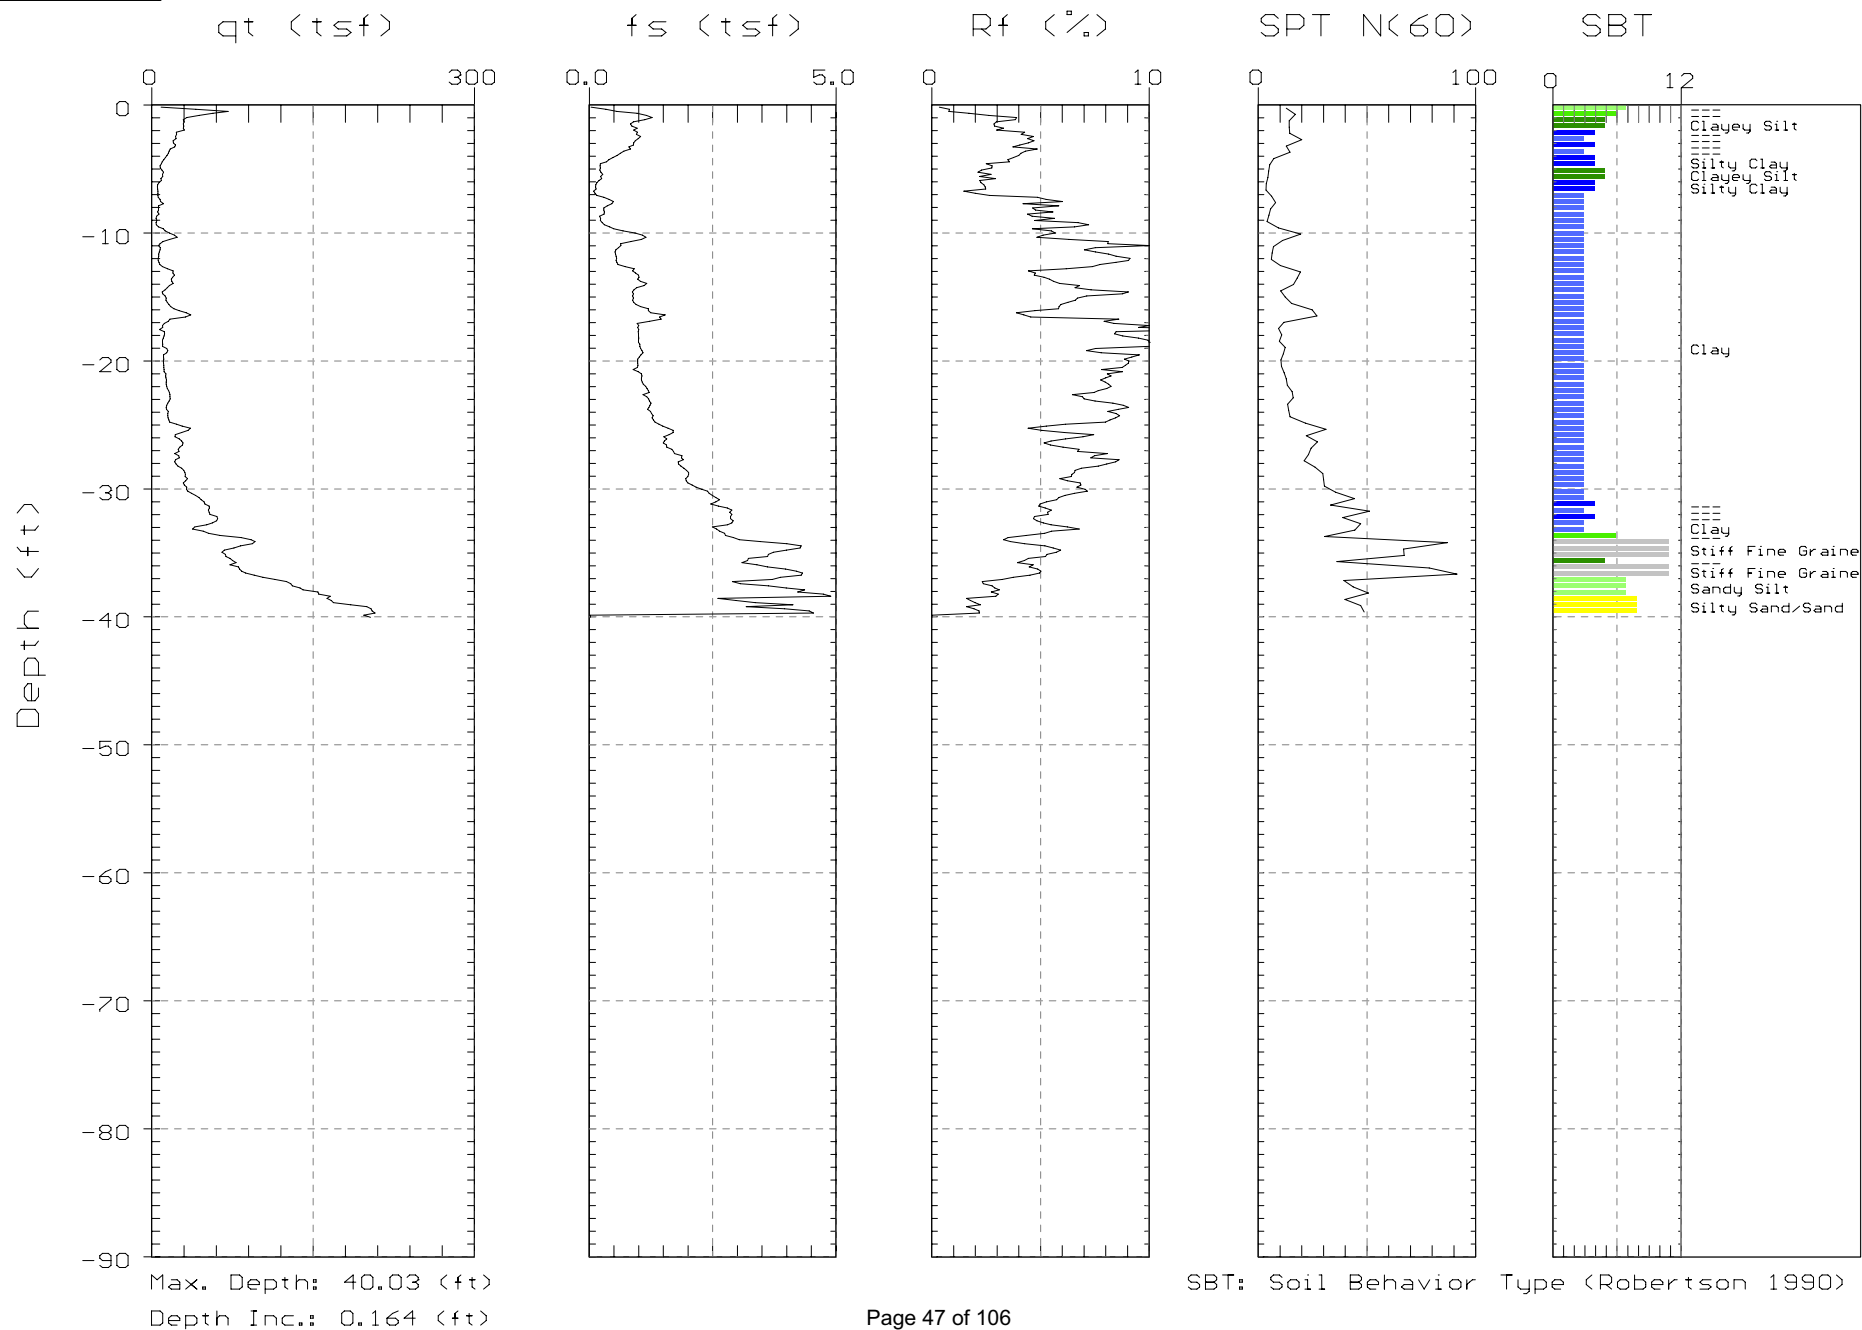 qt (tsf) fs (tsf) Rf (%) SPT N(60) SBT
0 300 0.0 5.0 0 10 0 100 0 12
0
---
---
Clayey Silt
---
---
---
Silty Clay
Clayey Silt
Silty Clay
-10
Clay
-20
-30
---
---
---
Clay
---
Stiff Fine Graine
---
Stiff Fine Graine
Sandy Silt
Silty Sand/Sand
-40
-50
-60
-70
-80
-90
Depth (ft)
Max. Depth: 40.03 (ft) SBT: Soil Behavior Type (Robertson 1990)
Depth Inc.: 0.164 (ft)
Page 47 of 106